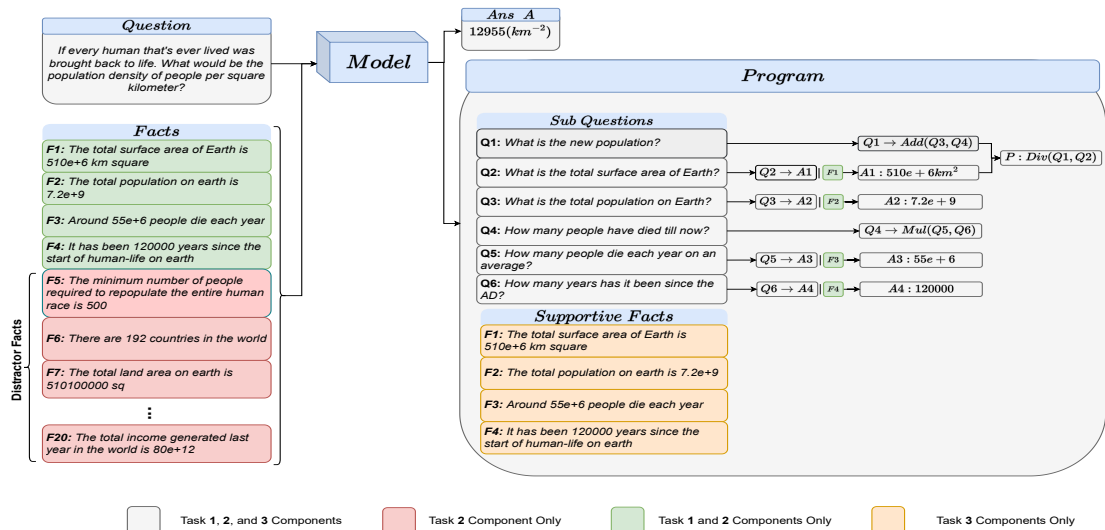 Question
If every human that's ever lived was
brought back to life. What would be the
population density of people per square
kilometer?
Facts
F1: The total surface area of Earth is
510e+6 km square
F2: The total population on earth is
7.2e+9
F3: Around 55e+6 people die each year
F4: It has been 120000 years since the
start of human-life on earth
Distractor Facts
F5: The minimum number of people
required to repopulate the entire human
race is 500
F6: There are 192 countries in the world
F7: The total land area on earth is
510100000 sq
...
F20: The total income generated last
year in the world is 80e+12
Model
Ans A
12955(km⁻²)
Program
Sub Questions
Q1: What is the new population?
Q1 → Add(Q3, Q4)
P : Div(Q1, Q2)
Q2: What is the total surface area of Earth?
Q2 → A1 | F1
A1 : 510e + 6km²
Q3: What is the total population on Earth?
Q3 → A2 | F2
A2 : 7.2e + 9
Q4: How many people have died till now?
Q4 → Mul(Q5, Q6)
Q5: How many people die each year on an
average?
Q5 → A3 | F3
A3 : 55e + 6
Q6: How many years has it been since the
AD?
Q6 → A4 | F4
A4 : 120000
Supportive Facts
F1: The total surface area of Earth is
510e+6 km square
F2: The total population on earth is 7.2e+9
F3: Around 55e+6 people die each year
F4: It has been 120000 years since the
start of human-life on earth
Task 1, 2, and 3 Components
Task 2 Component Only
Task 1 and 2 Components Only
Task 3 Components Only